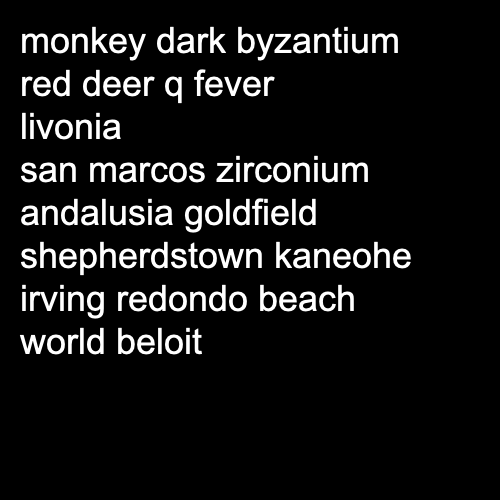 monkey dark byzantium
red deer q fever
livonia
san marcos zirconium
andalusia goldfield
shepherdstown kaneohe
irving redondo beach
world beloit